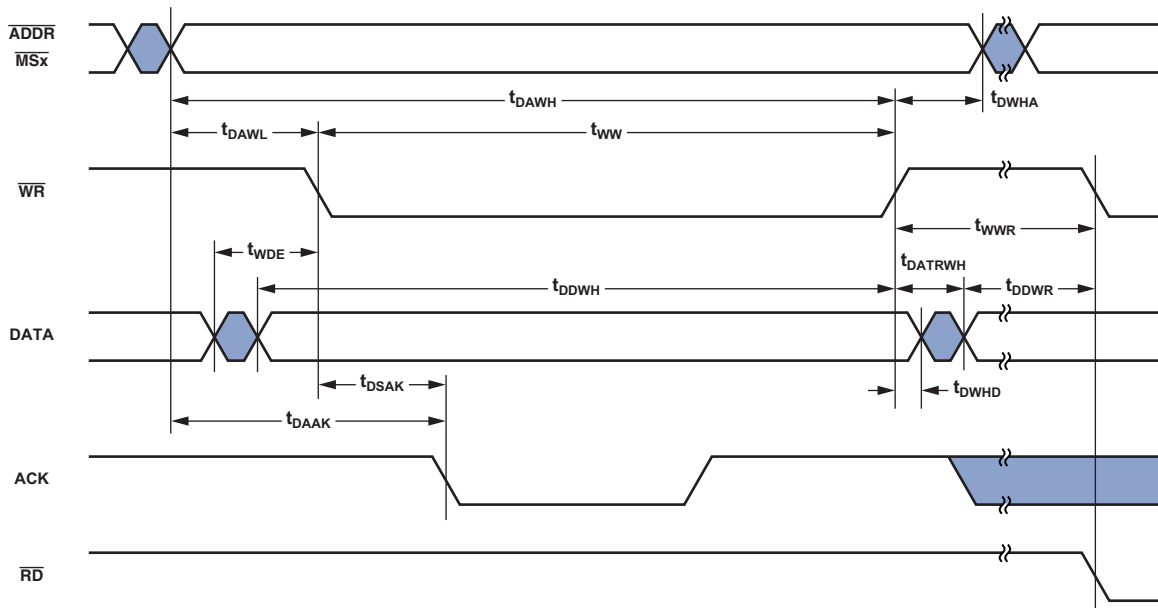 ADDR
MSx
tDAWH
tDWHA
tDAWL
tWW
WR
tWWR
tWDE
tDATRWH
tDDWH
tDDWR
DATA
tDSAK
tDWHD
tDAAK
ACK
RD